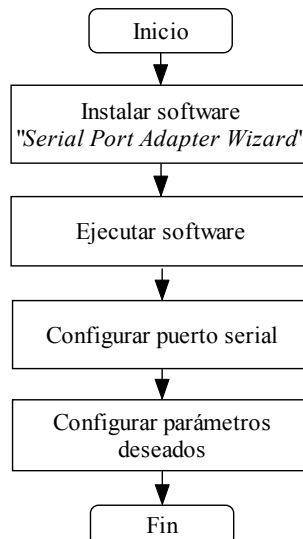 Inicio
Instalar software
"Serial Port Adapter Wizard"
Ejecutar software
Configurar puerto serial
Configurar parámetros
deseados
Fin